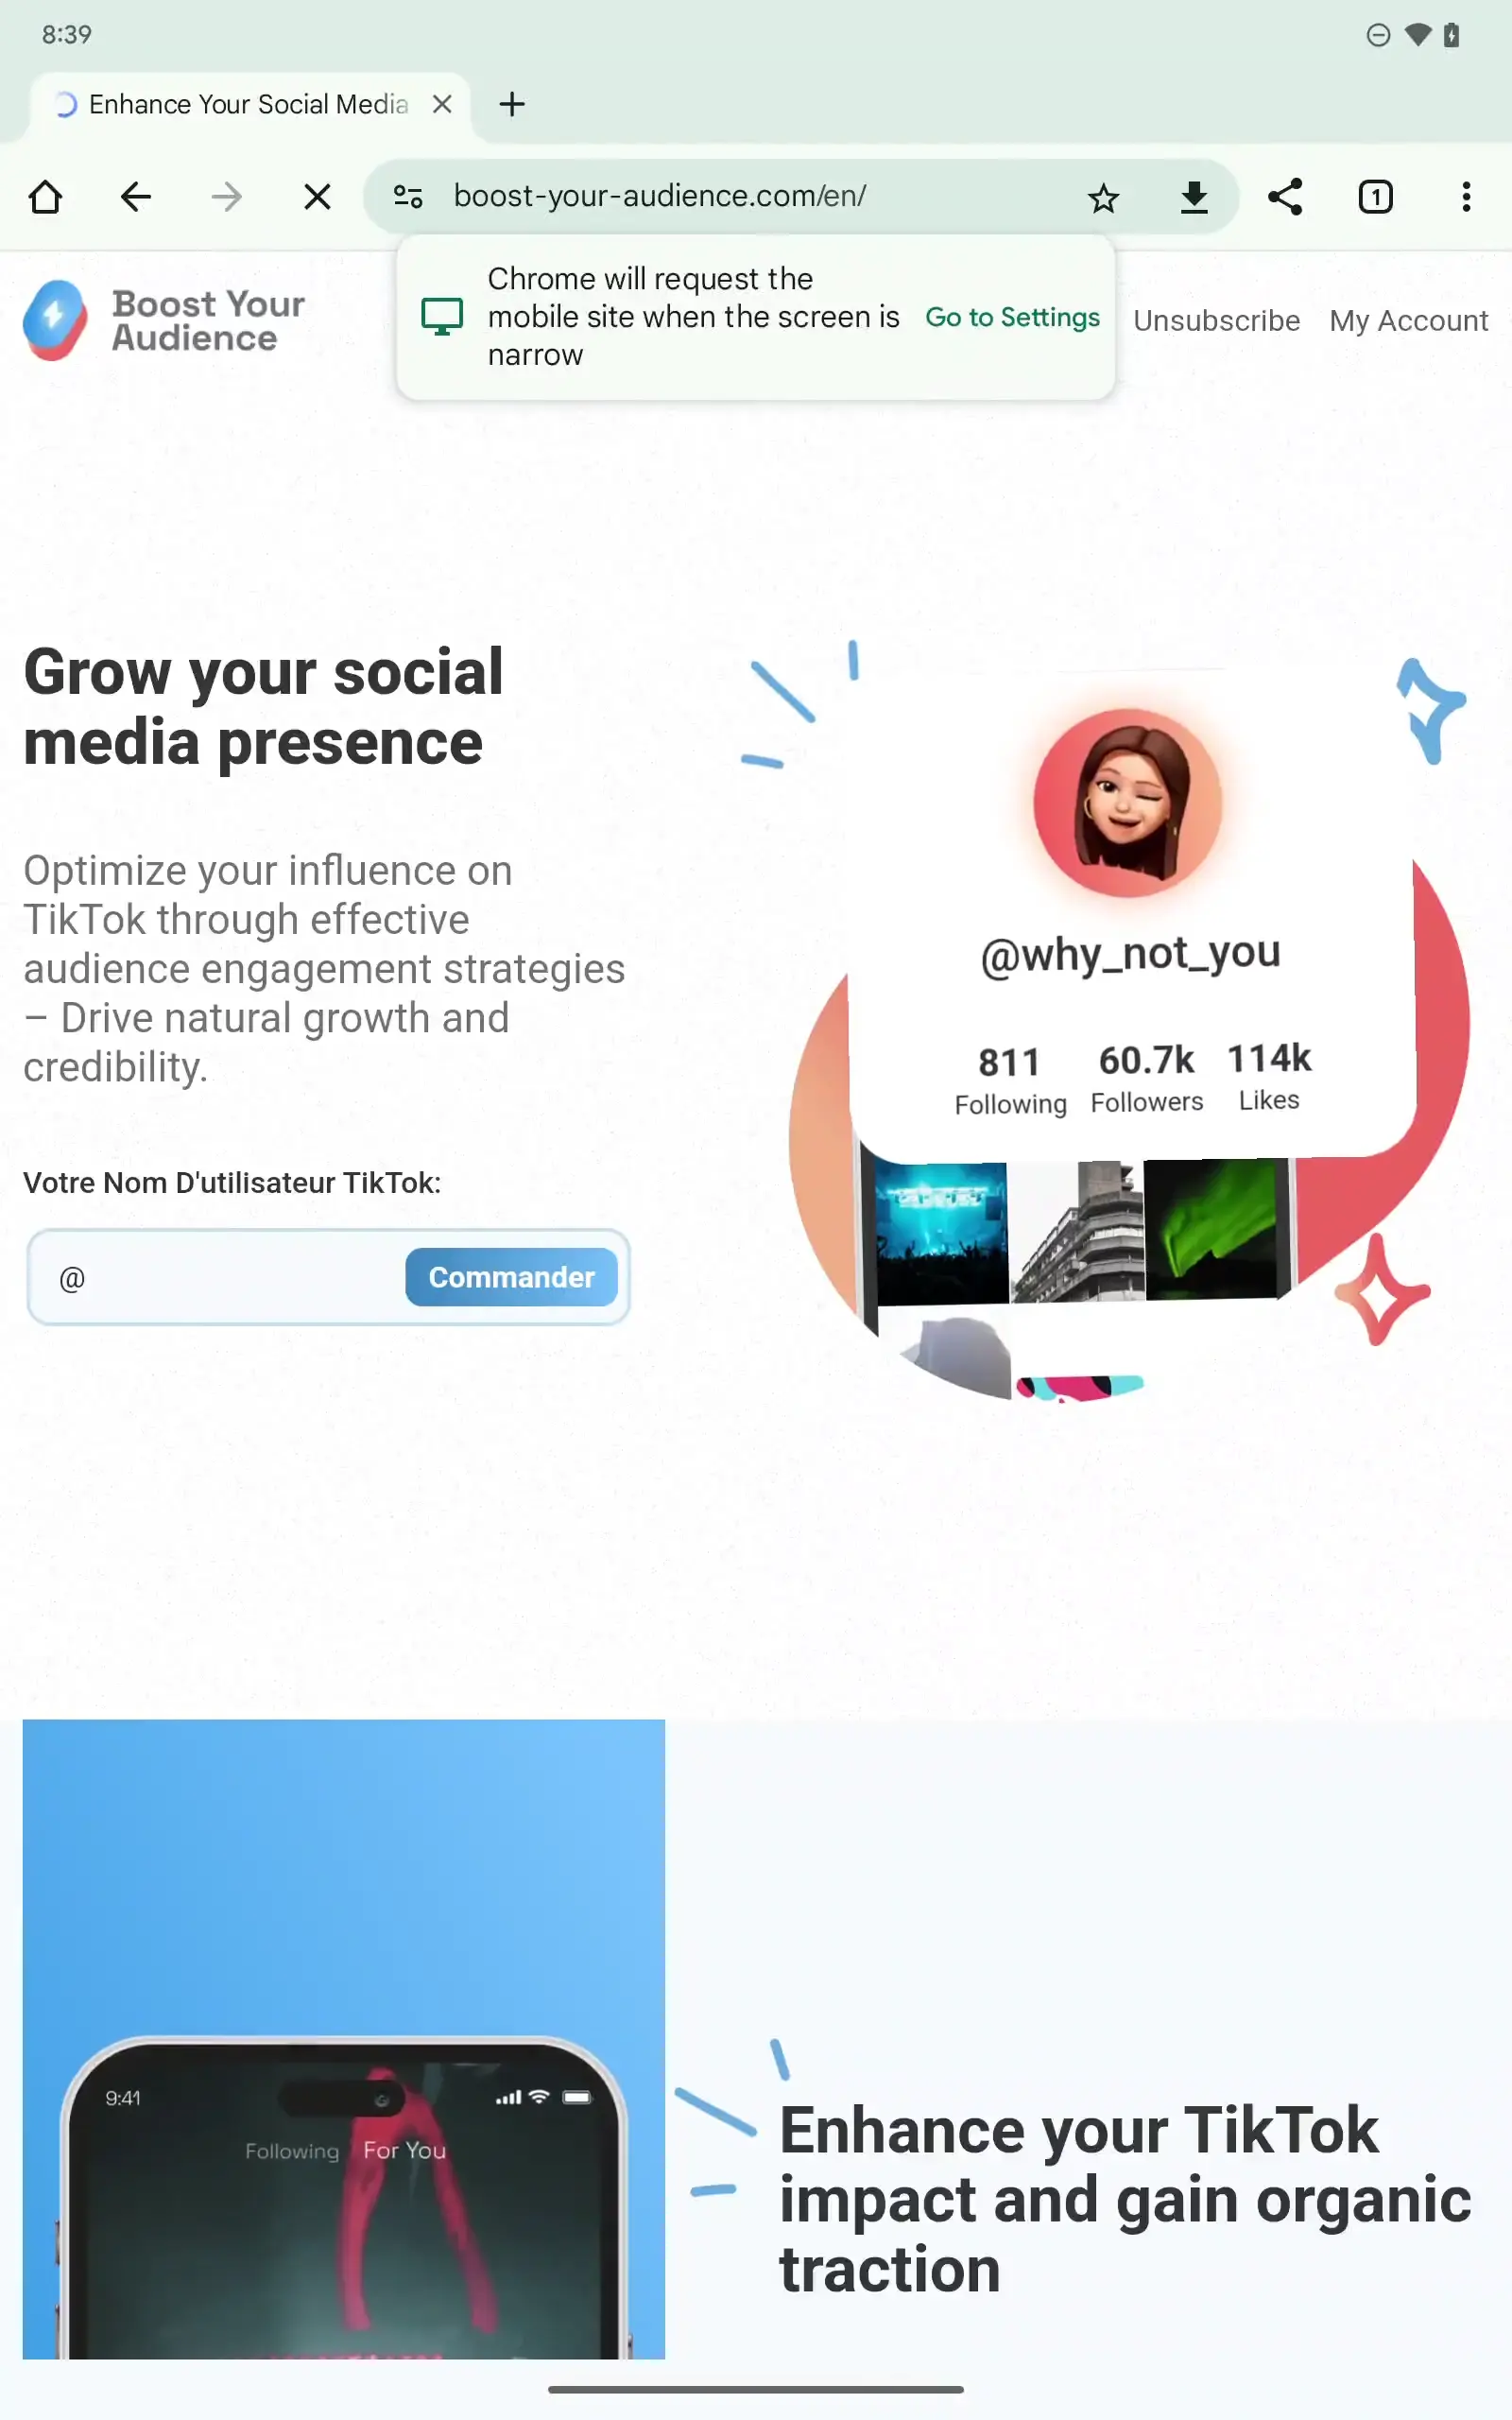 8:39
Enhance Your Social Media
boost-your-audience.com/en/
1
Boost Your
Audience
Chrome will request the
mobile site when the screen is
narrow
Go to Settings
Unsubscribe
My Account
Grow your social
media presence
Optimize your influence on
TikTok through effective
audience engagement strategies
– Drive natural growth and
credibility.
Votre Nom D'utilisateur TikTok:
@
Commander
@why_not_you
811 60.7k 114k
Following Followers Likes
9:41
Following For You
Enhance your TikTok
impact and gain organic
traction